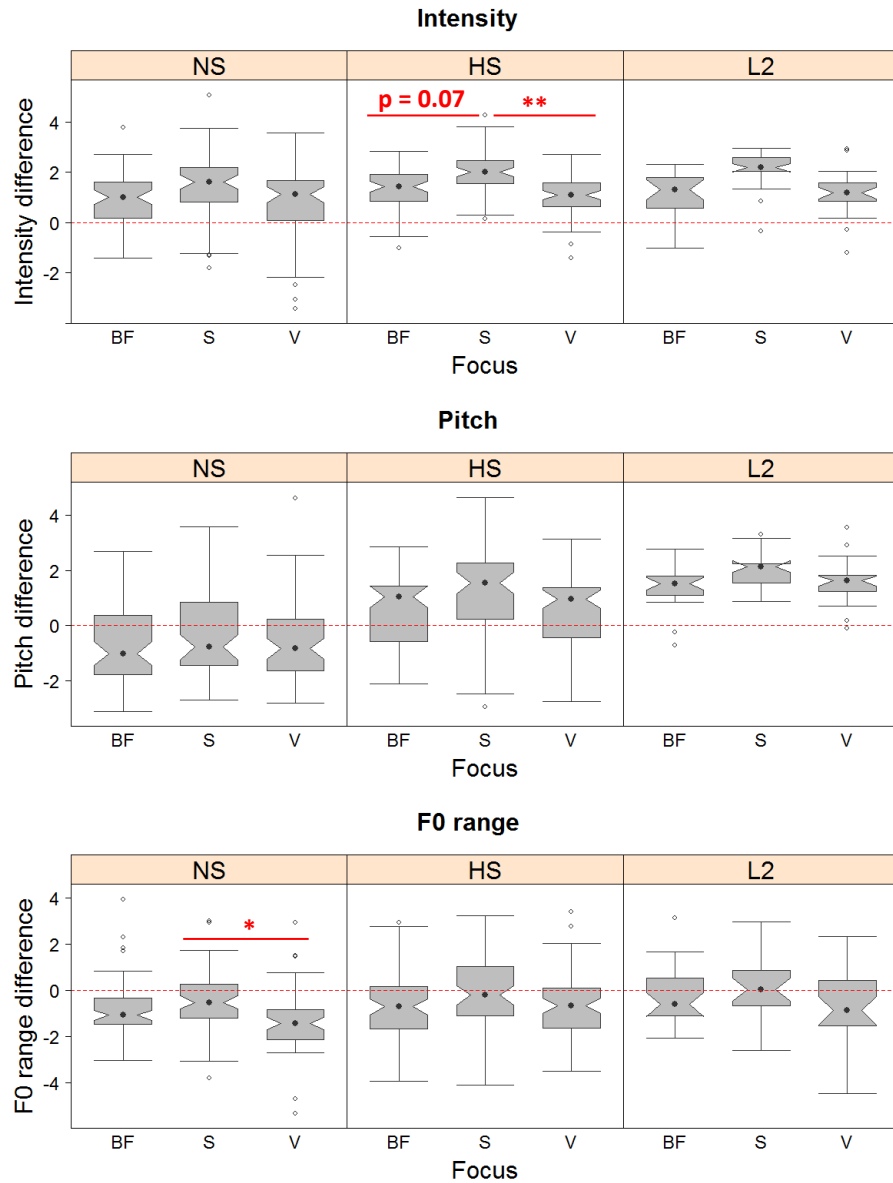 Intensity
NS HS L2
p = 0.07 **
Intensity difference
4
2
0
-2
BF S V BF S V BF S V
Focus
Pitch
NS HS L2
Pitch difference
4
2
0
-2
BF S V BF S V BF S V
Focus
F0 range
NS HS L2
*
F0 range difference
4
2
0
-2
-4
BF S V BF S V BF S V
Focus